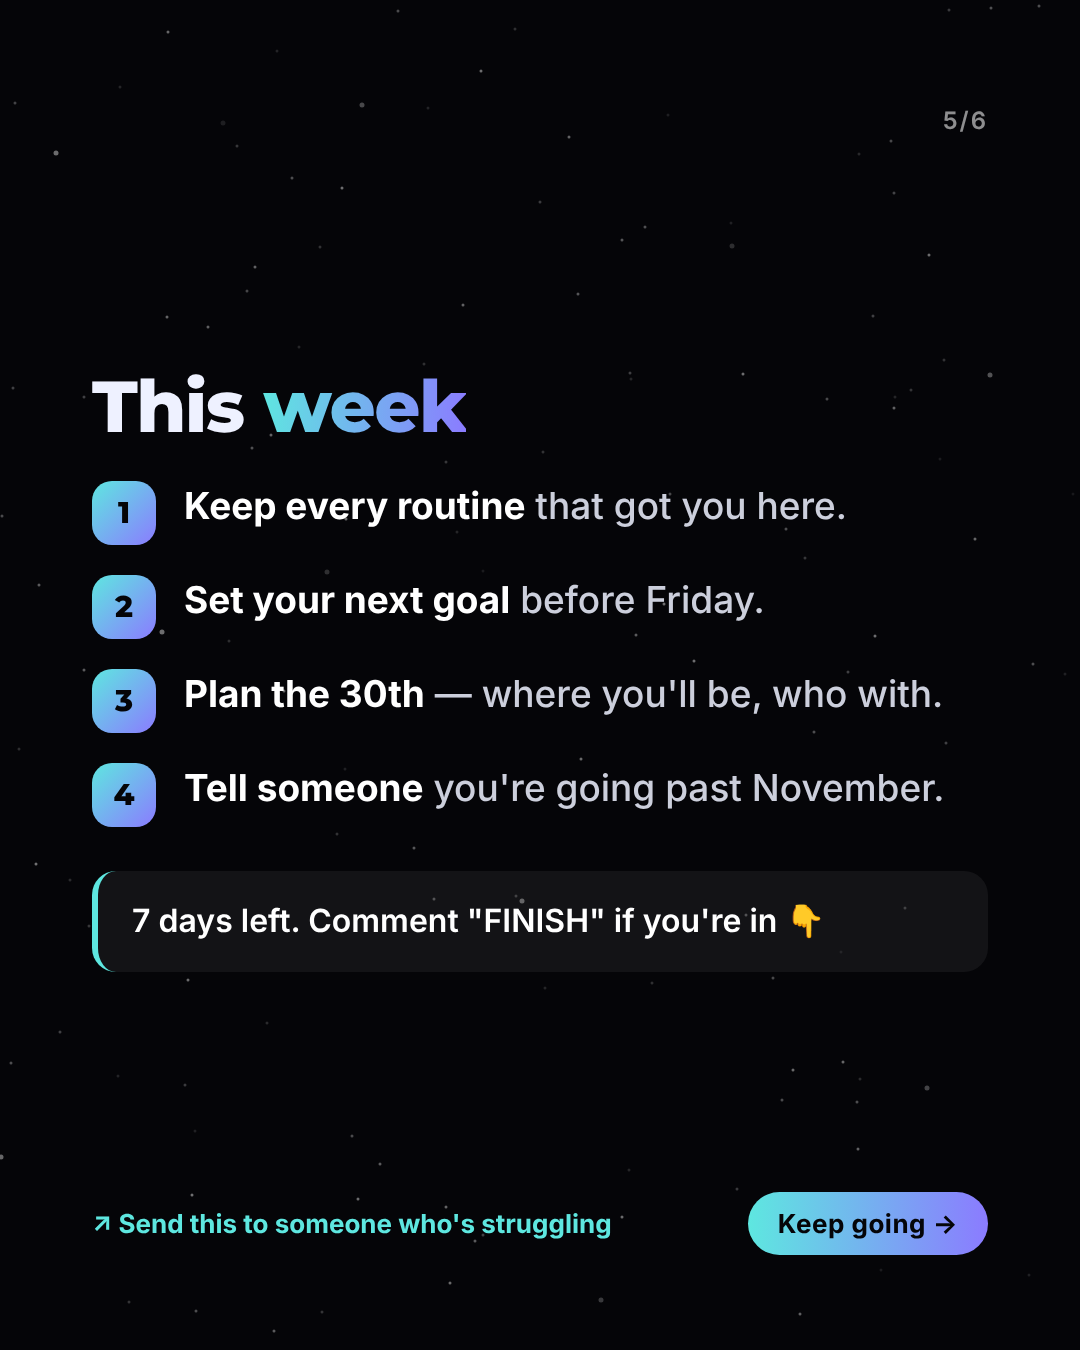 5/6
This week
1 Keep every routine that got you here.
2 Set your next goal before Friday.
3 Plan the 30th — where you'll be, who with.
4 Tell someone you're going past November.
7 days left. Comment "FINISH" if you're in 👇
↗ Send this to someone who's struggling
Keep going →